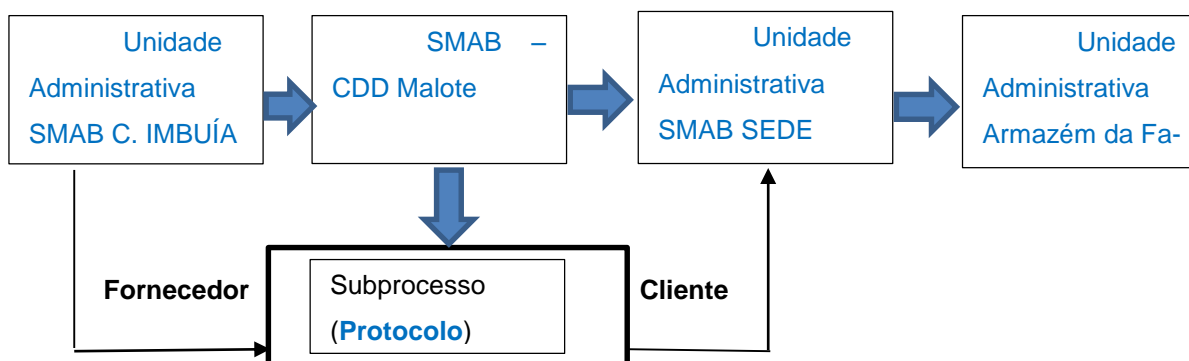 Unidade
Administrativa
SMAB C. IMBUÍA
SMAB –
CDD Malote
Unidade
Administrativa
SMAB SEDE
Unidade
Administrativa
Armazém da Fa-
Fornecedor
Subprocesso
(Protocolo)
Cliente